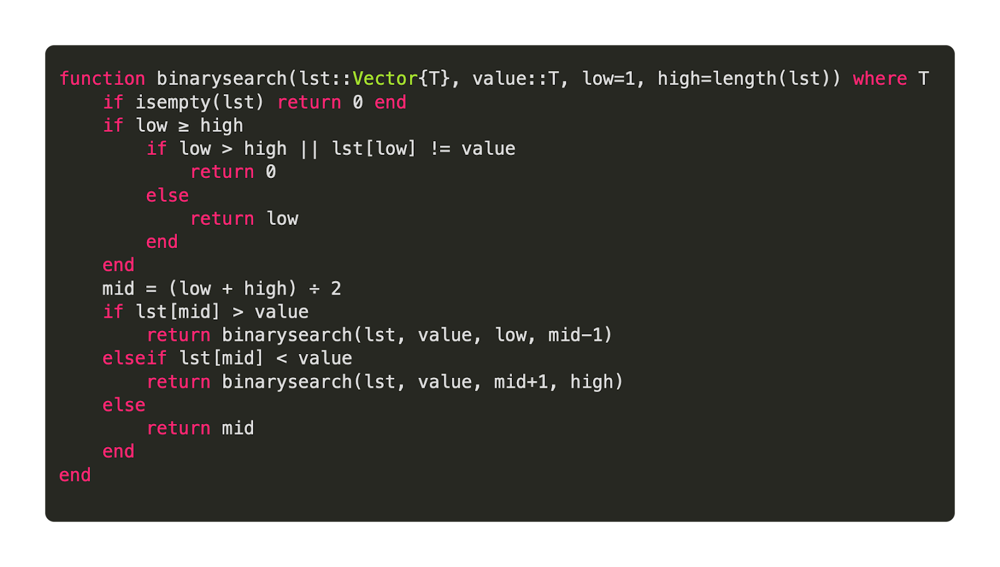 function binarysearch(lst::Vector{T}, value::T, low=1, high=length(lst)) where T
    if isempty(lst) return 0 end
    if low ≥ high
        if low > high || lst[low] != value
            return 0
        else
            return low
        end
    end
    mid = (low + high) ÷ 2
    if lst[mid] > value
        return binarysearch(lst, value, low, mid-1)
    elseif lst[mid] < value
        return binarysearch(lst, value, mid+1, high)
    else
        return mid
    end
end